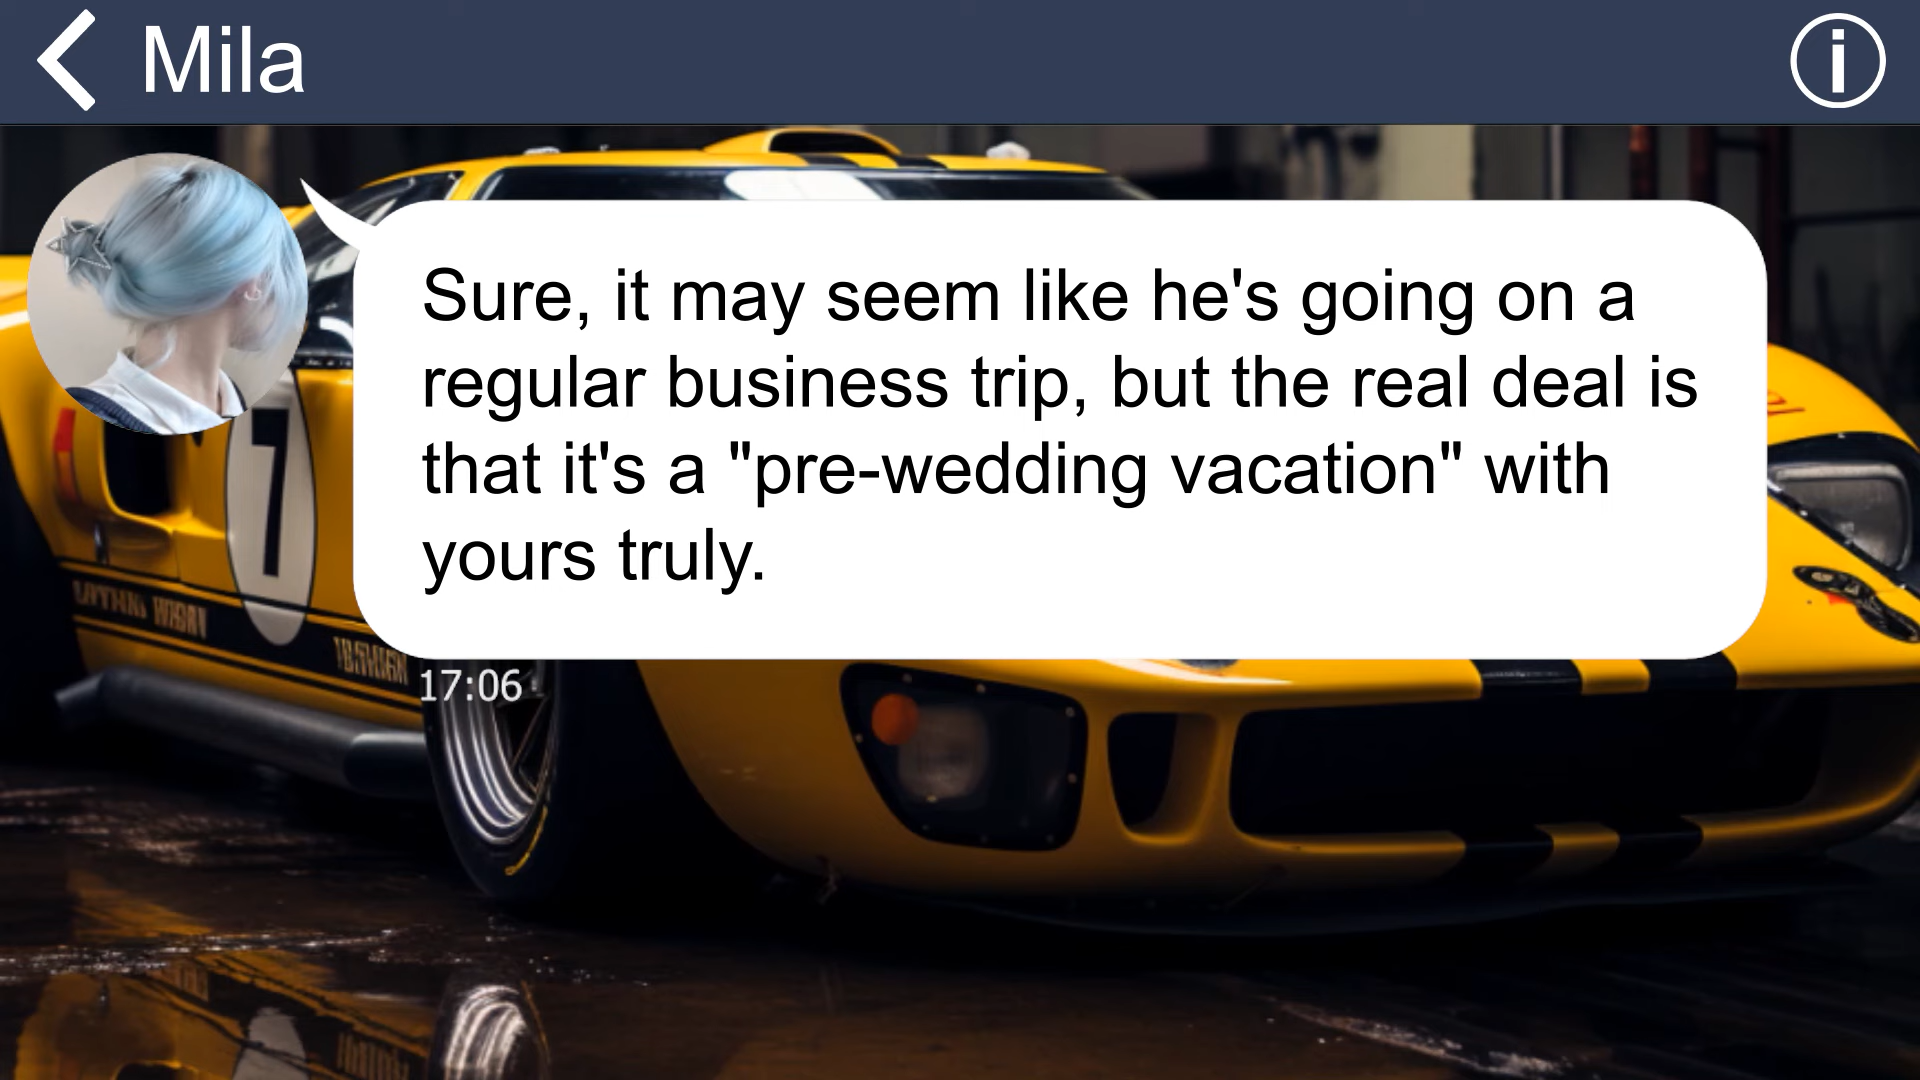 Mila
Sure, it may seem like he's going on a
regular business trip, but the real deal is
that it's a "pre-wedding vacation" with
yours truly.
17:06
7